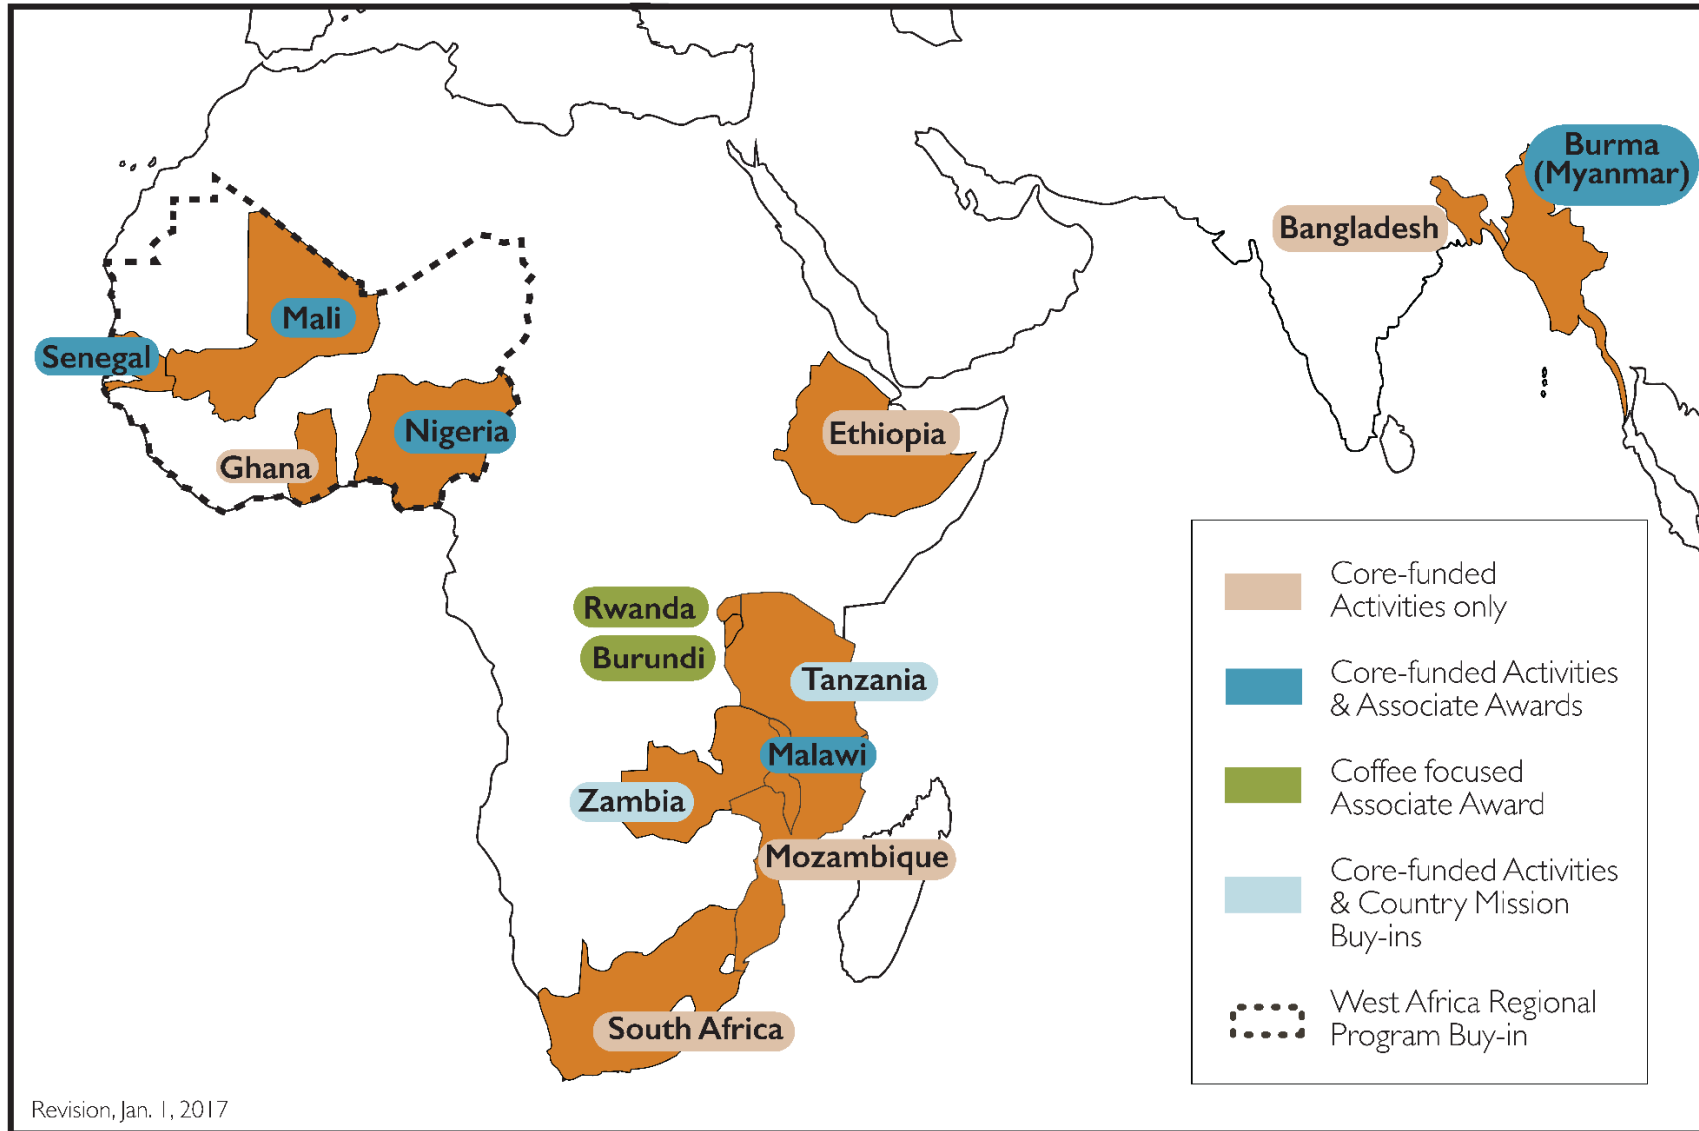 Burma
(Myanmar)
Bangladesh
Mali
Senegal
Nigeria
Ghana
Ethiopia
Rwanda
Burundi
Tanzania
Malawi
Zambia
Mozambique
South Africa
Core-funded
Activities only
Core-funded Activities
& Associate Awards
Coffee focused
Associate Award
Core-funded Activities
& Country Mission
Buy-ins
West Africa Regional
Program Buy-in
Revision, Jan. 1, 2017